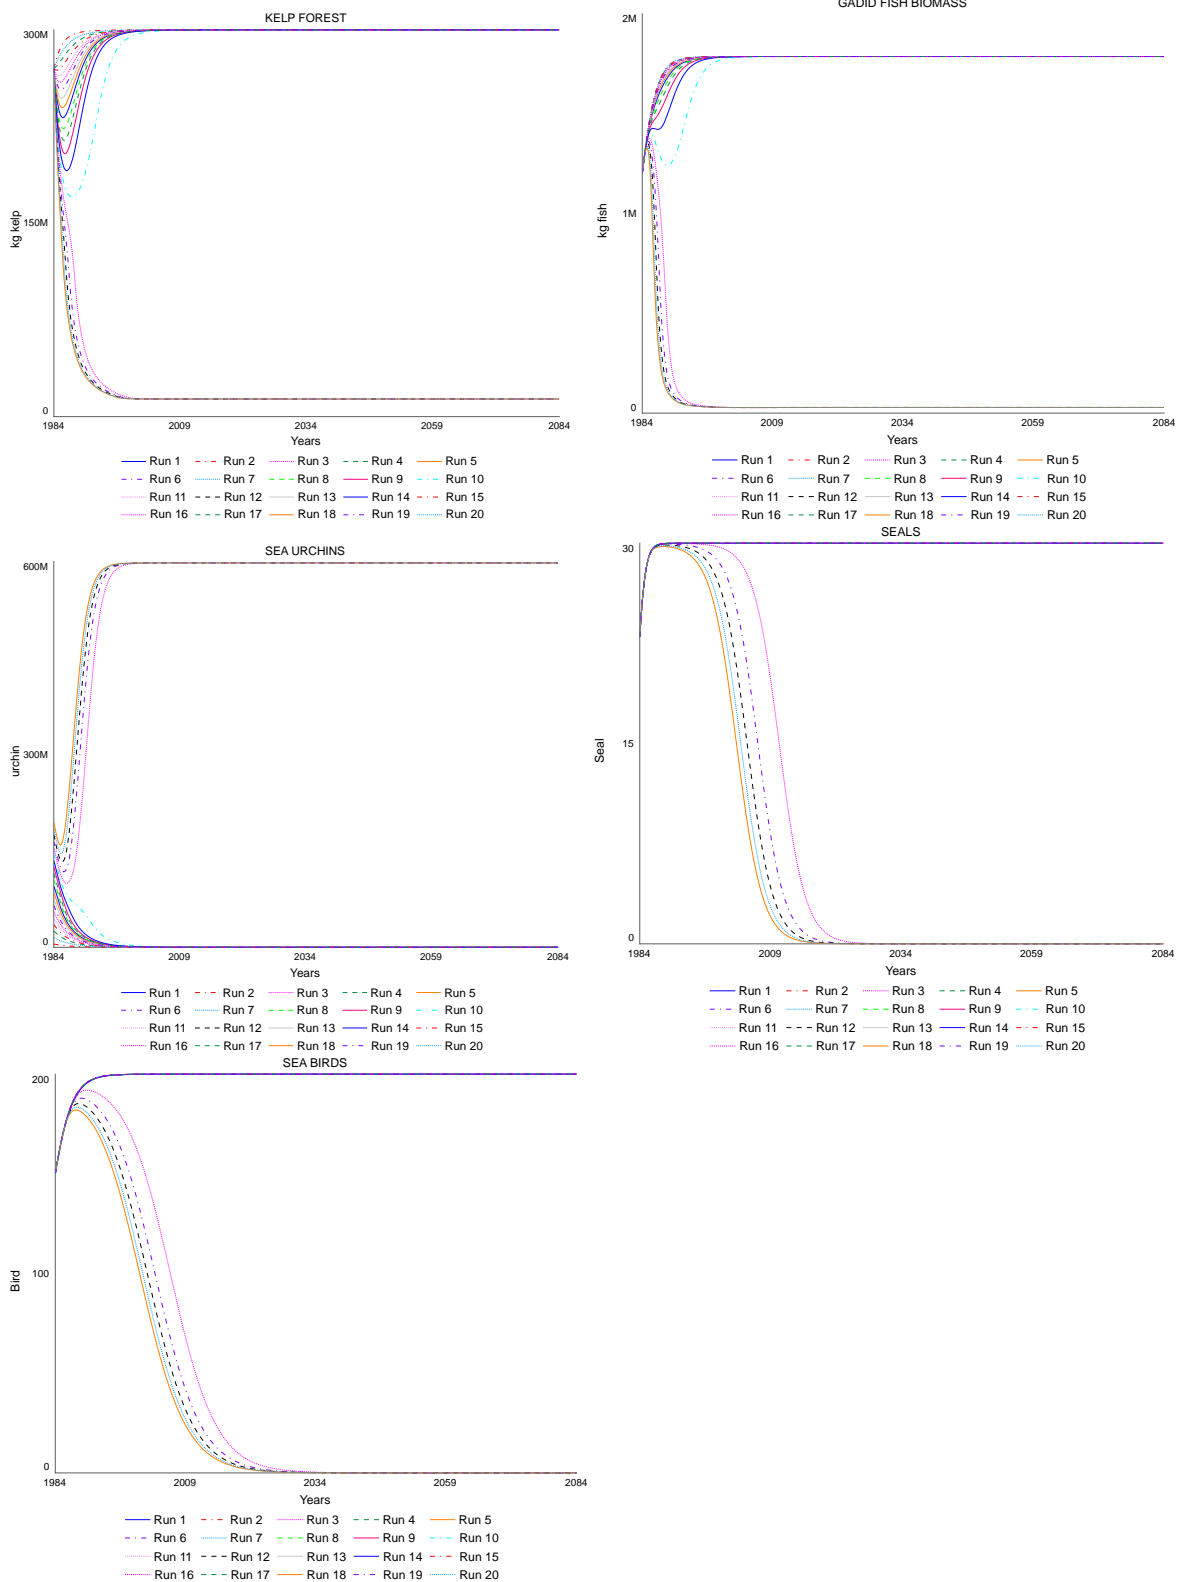 KELP FOREST
300M
150M
0
kg kelp
1984 2009 2034 2059 2084
Years
Run 1 Run 2 Run 3 Run 4 Run 5
Run 6 Run 7 Run 8 Run 9 Run 10
Run 11 Run 12 Run 13 Run 14 Run 15
Run 16 Run 17 Run 18 Run 19 Run 20
GADID FISH BIOMASS
2M
1M
0
kg fish
1984 2009 2034 2059 2084
Years
Run 1 Run 2 Run 3 Run 4 Run 5
Run 6 Run 7 Run 8 Run 9 Run 10
Run 11 Run 12 Run 13 Run 14 Run 15
Run 16 Run 17 Run 18 Run 19 Run 20
SEA URCHINS
600M
300M
0
urchin
1984 2009 2034 2059 2084
Years
Run 1 Run 2 Run 3 Run 4 Run 5
Run 6 Run 7 Run 8 Run 9 Run 10
Run 11 Run 12 Run 13 Run 14 Run 15
Run 16 Run 17 Run 18 Run 19 Run 20
SEALS
30
15
0
Seal
1984 2009 2034 2059 2084
Years
Run 1 Run 2 Run 3 Run 4 Run 5
Run 6 Run 7 Run 8 Run 9 Run 10
Run 11 Run 12 Run 13 Run 14 Run 15
Run 16 Run 17 Run 18 Run 19 Run 20
SEA BIRDS
200
100
0
Bird
1984 2009 2034 2059 2084
Years
Run 1 Run 2 Run 3 Run 4 Run 5
Run 6 Run 7 Run 8 Run 9 Run 10
Run 11 Run 12 Run 13 Run 14 Run 15
Run 16 Run 17 Run 18 Run 19 Run 20